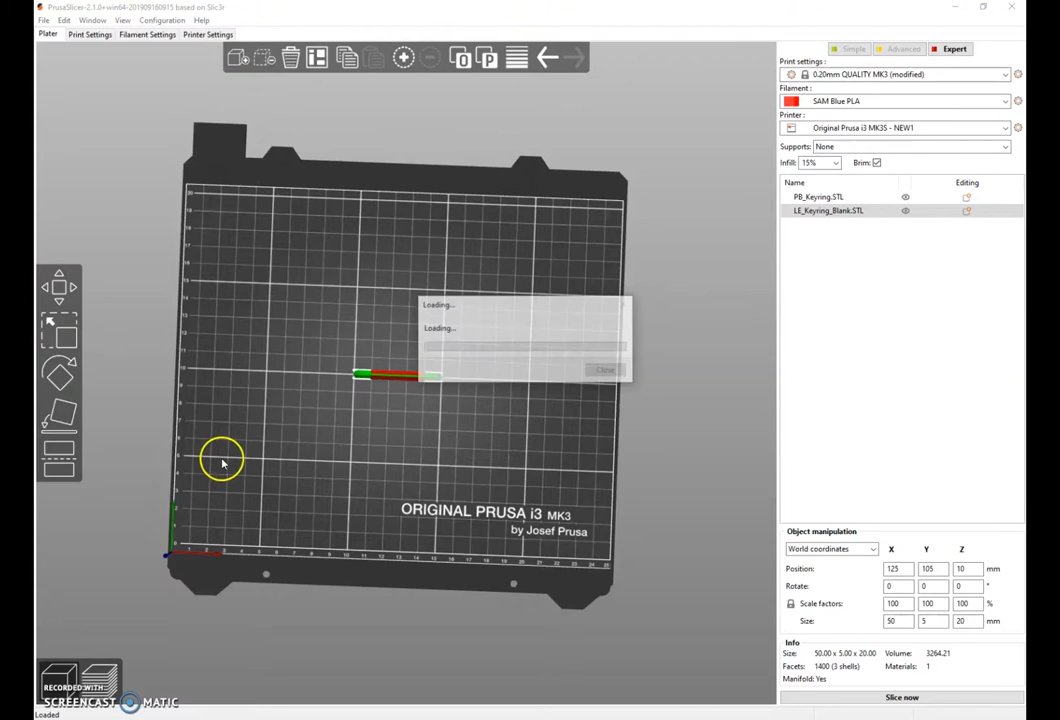 PrusaSlicer-2.1.0+win64-201909160915 based on Slic3r
File Edit Window View Configuration Help
Plater Print Settings Filament Settings Printer Settings
Simple Advanced Expert
Print settings:
0.20mm QUALITY MK3 (modified)
Filament:
SAM Blue PLA
Printer:
Original Prusa i3 MK3S - NEW1
Supports: None
Infill: 15% Brim:
Name Editing
PB_Keyring.STL
LE_Keyring_Blank.STL
Loading...
Loading...
Close
ORIGINAL PRUSA i3 MK3
by Josef Prusa
Object manipulation
World coordinates X Y Z
Position: 125 105 10 mm
Rotate: 0 0 0 °
Scale factors: 100 100 100 %
Size: 50 5 20 mm
Info
Size: 50.00 x 5.00 x 20.00 Volume: 3264.21
Facets: 1400 (3 shells) Materials: 1
Manifold: Yes
Slice now
RECORDED WITH
SCREENCAST MATIC
Loaded